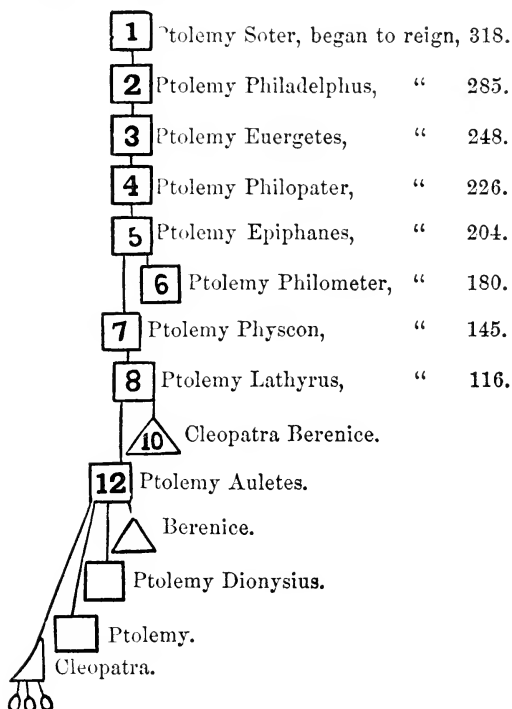 1 Ptolemy Soter, began to reign, 318.
2 Ptolemy Philadelphus, “ 285.
3 Ptolemy Euergetes, “ 248.
4 Ptolemy Philopater, “ 226.
5 Ptolemy Epiphanes, “ 204.
6 Ptolemy Philometer, “ 180.
7 Ptolemy Physcon, “ 145.
8 Ptolemy Lathyrus, “ 116.
10 Cleopatra Berenice.
12 Ptolemy Auletes.
Berenice.
Ptolemy Dionysius.
Ptolemy.
Cleopatra.